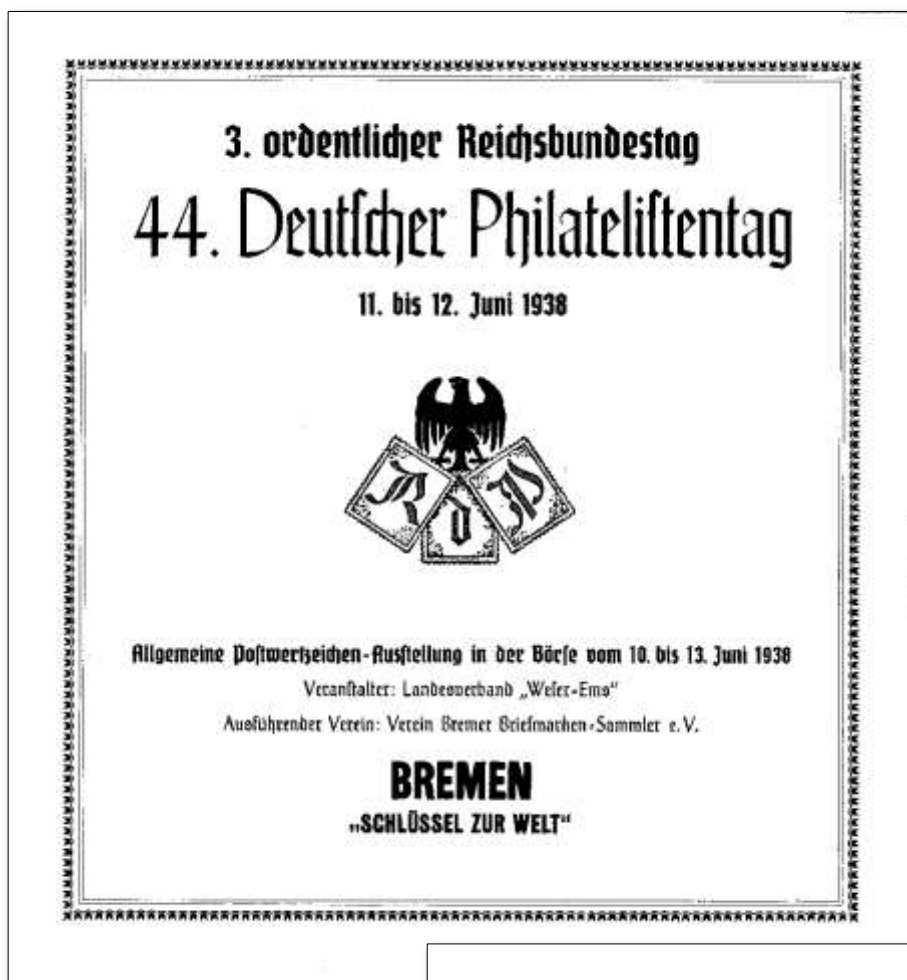 3. ordentlicher Reichsbundestag
44. Deutscher Philatelistentag
11. bis 12. Juni 1938
R d P
Allgemeine Postwertzeichen-Ausstellung in der Börse vom 10. bis 13. Juni 1938
Veranstalter: Landesverband „Weser-Ems“
Ausführender Verein: Verein Bremer Briefmarken-Sammler e. V.
BREMEN
„SCHLÜSSEL ZUR WELT“